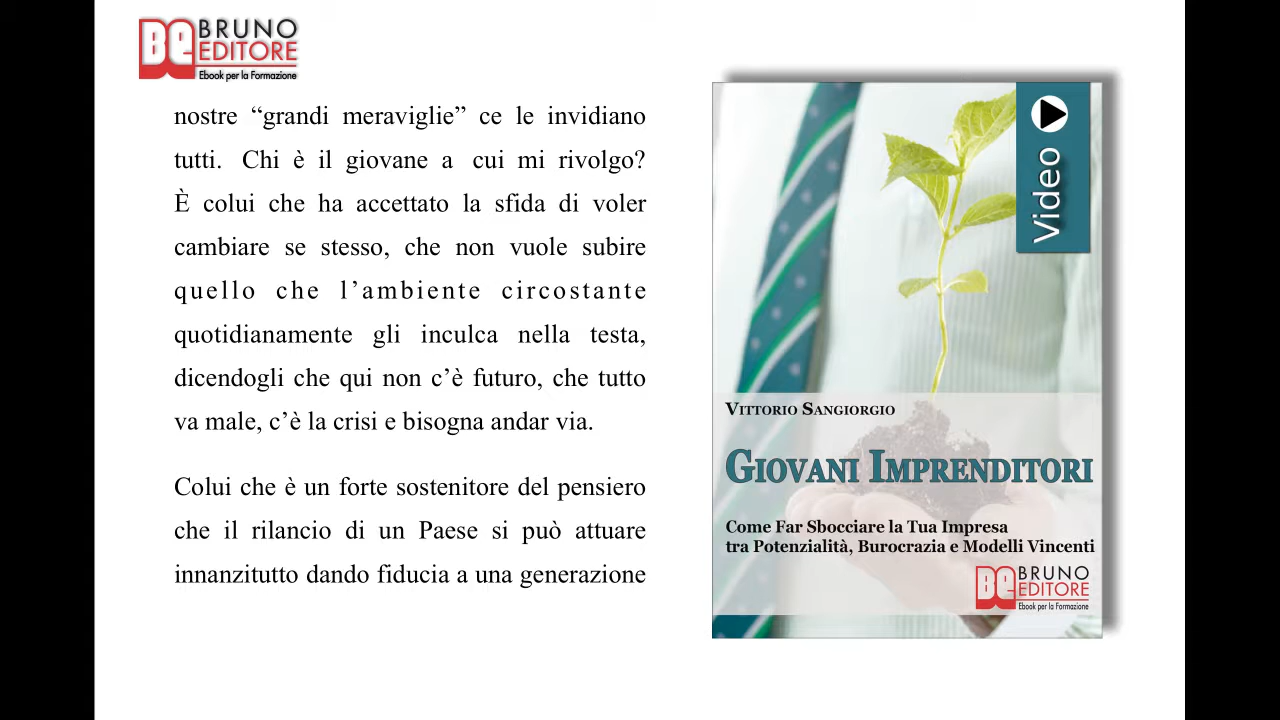 BRUNO
EDITORE
Ebook per la Formazione
nostre “grandi meraviglie” ce le invidiano
tutti. Chi è il giovane a cui mi rivolgo?
È colui che ha accettato la sfida di voler
cambiare se stesso, che non vuole subire
quello che l’ambiente circostante
quotidianamente gli inculca nella testa,
dicendogli che qui non c’è futuro, che tutto
va male, c’è la crisi e bisogna andar via.
Colui che è un forte sostenitore del pensiero
che il rilancio di un Paese si può attuare
innanzitutto dando fiducia a una generazione
Video
VITTORIO SANGIORGIO
GIOVANI IMPRENDITORI
Come Far Sbocciare la Tua Impresa
tra Potenzialità, Burocrazia e Modelli Vincenti
BRUNO
EDITORE
Ebook per la Formazione